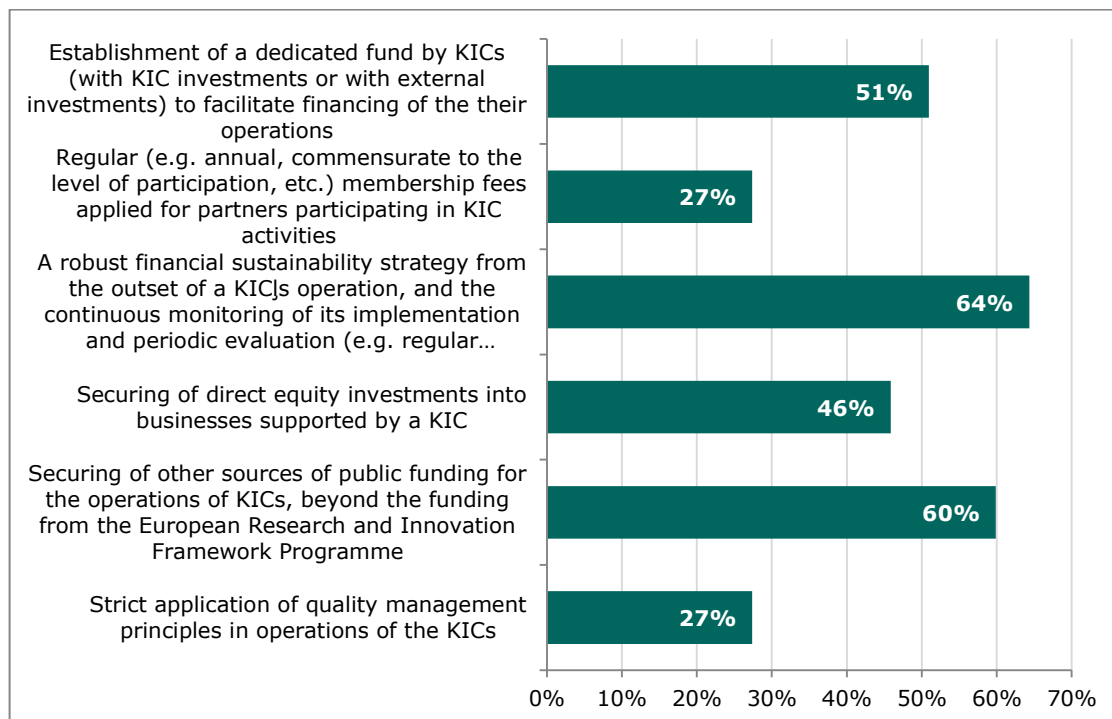 Establishment of a dedicated fund by KICs
(with KIC investments or with external
investments) to facilitate financing of the their
operations
51%
Regular (e.g. annual, commensurate to the
level of participation, etc.) membership fees
applied for partners participating in KIC
activities
27%
A robust financial sustainability strategy from
the outset of a KICʆs operation, and the
continuous monitoring of its implementation
and periodic evaluation (e.g. regular…
64%
Securing of direct equity investments into
businesses supported by a KIC
46%
Securing of other sources of public funding for
the operations of KICs, beyond the funding
from the European Research and Innovation
Framework Programme
60%
Strict application of quality management
principles in operations of the KICs
27%
0% 10% 20% 30% 40% 50% 60% 70%